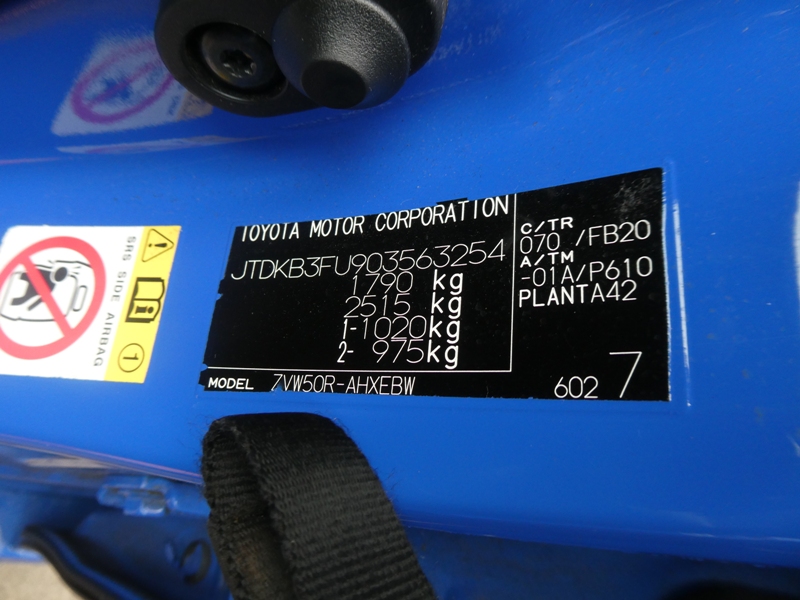 TOYOTA MOTOR CORPORATION
JTDKB3FU903563254
1790 kg
2515 kg
1-1020kg
2- 975kg
MODEL ZVW50R-AHXEBW
C/TR
070 /FB20
A/TM
-01A/P610
PLANTA42
602 7
SRS SIDE AIRBAG
1